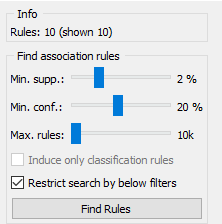 Info
Rules: 10 (shown 10)
Find association rules
Min. supp.: 2 %
Min. conf.: 20 %
Max. rules: 10k
Induce only classification rules
Restrict search by below filters
Find Rules